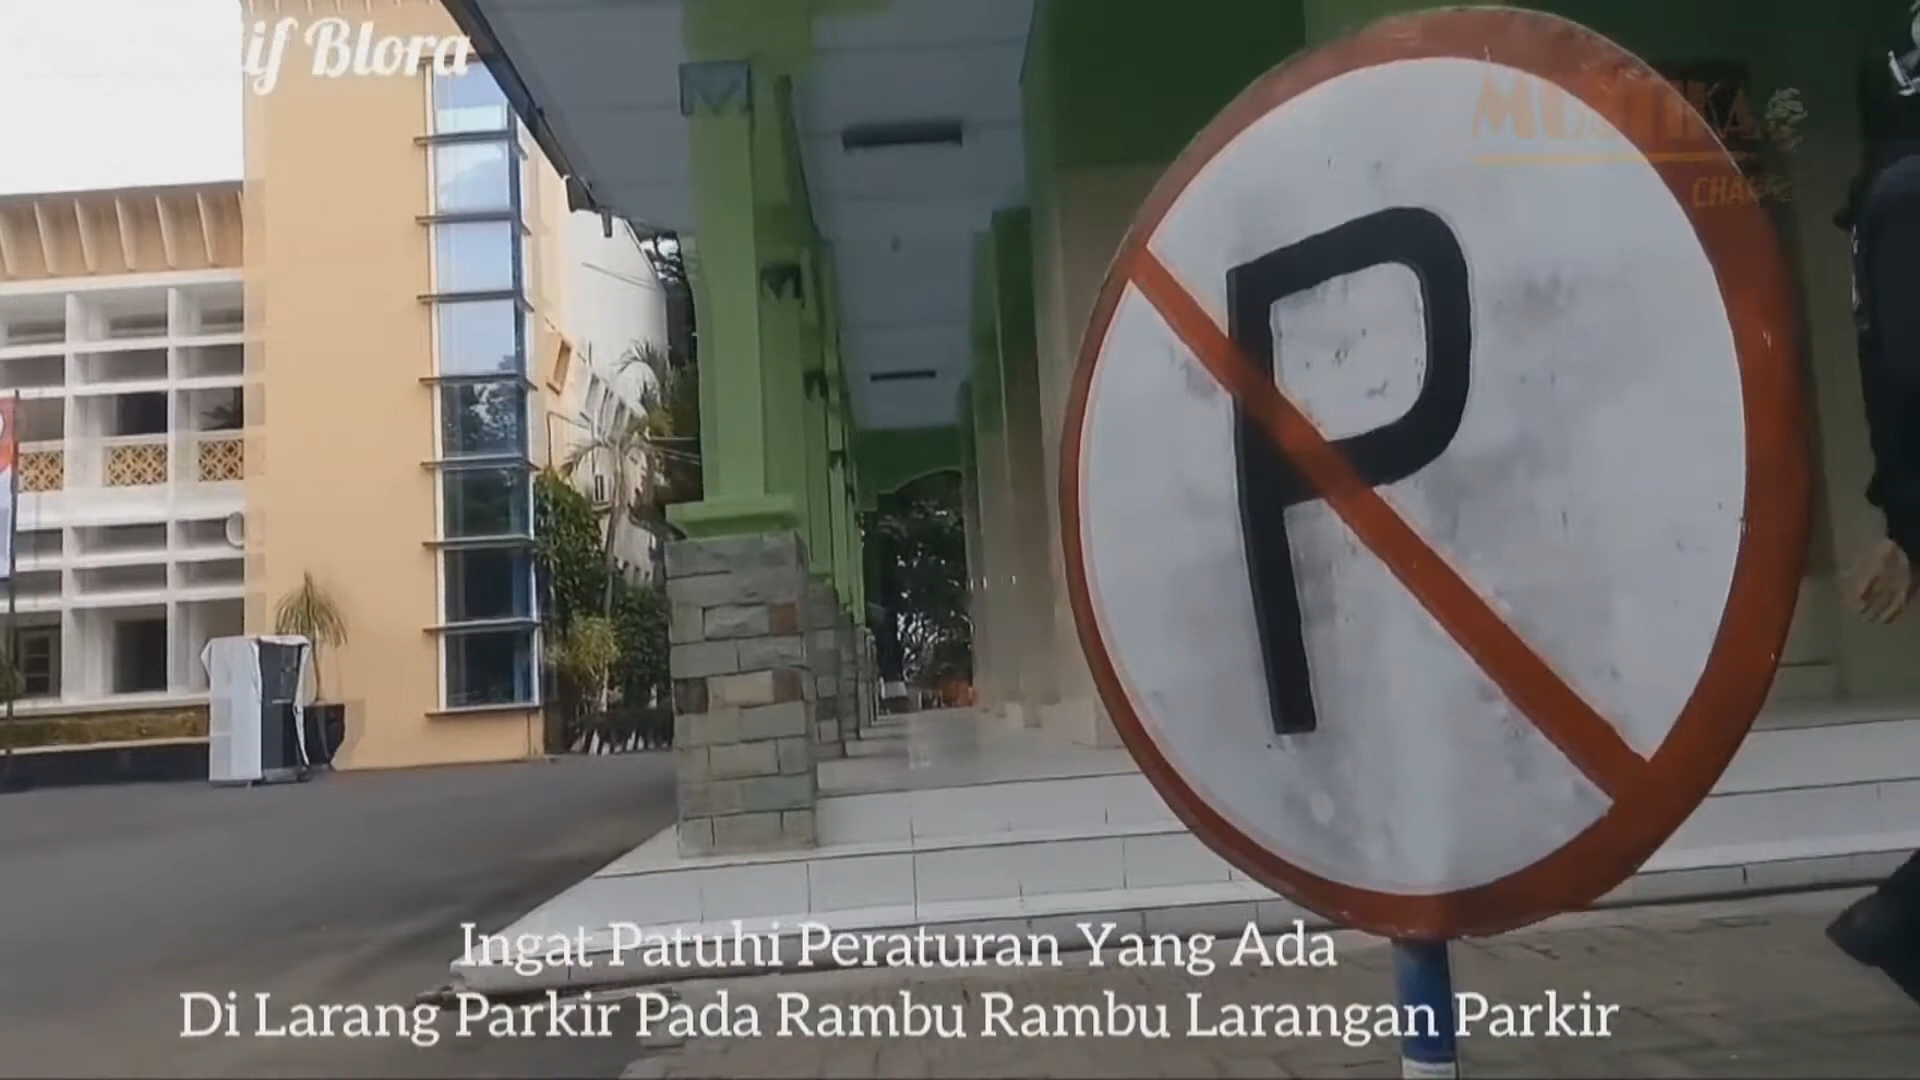 Blora
MUSTIKA
P
Ingat Patuhi Peraturan Yang Ada
Di Larang Parkir Pada Rambu Rambu Larangan Parkir